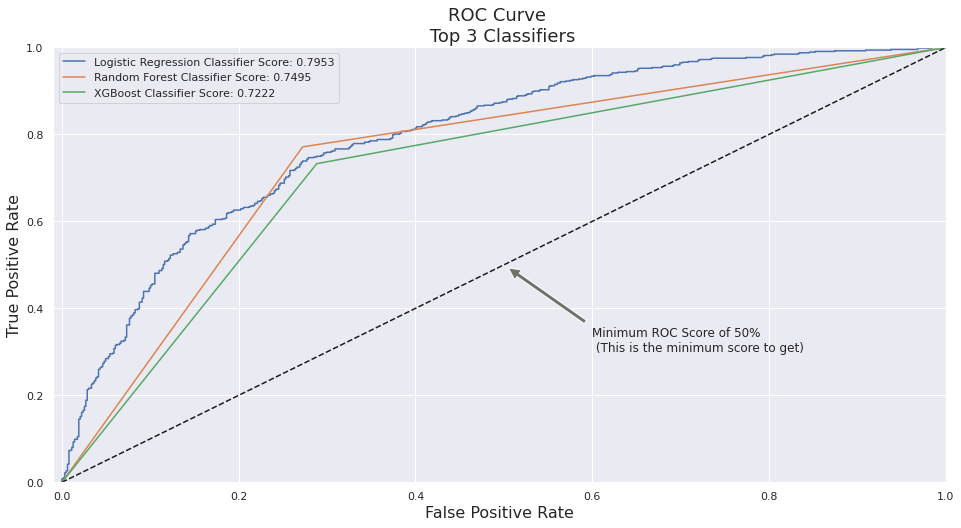 ROC Curve
Top 3 Classifiers
Logistic Regression Classifier Score: 0.7953
Random Forest Classifier Score: 0.7495
XGBoost Classifier Score: 0.7222
1.0
0.8
0.6
0.4
0.2
0.0
True Positive Rate
Minimum ROC Score of 50%
(This is the minimum score to get)
0.0 0.2 0.4 0.6 0.8 1.0
False Positive Rate